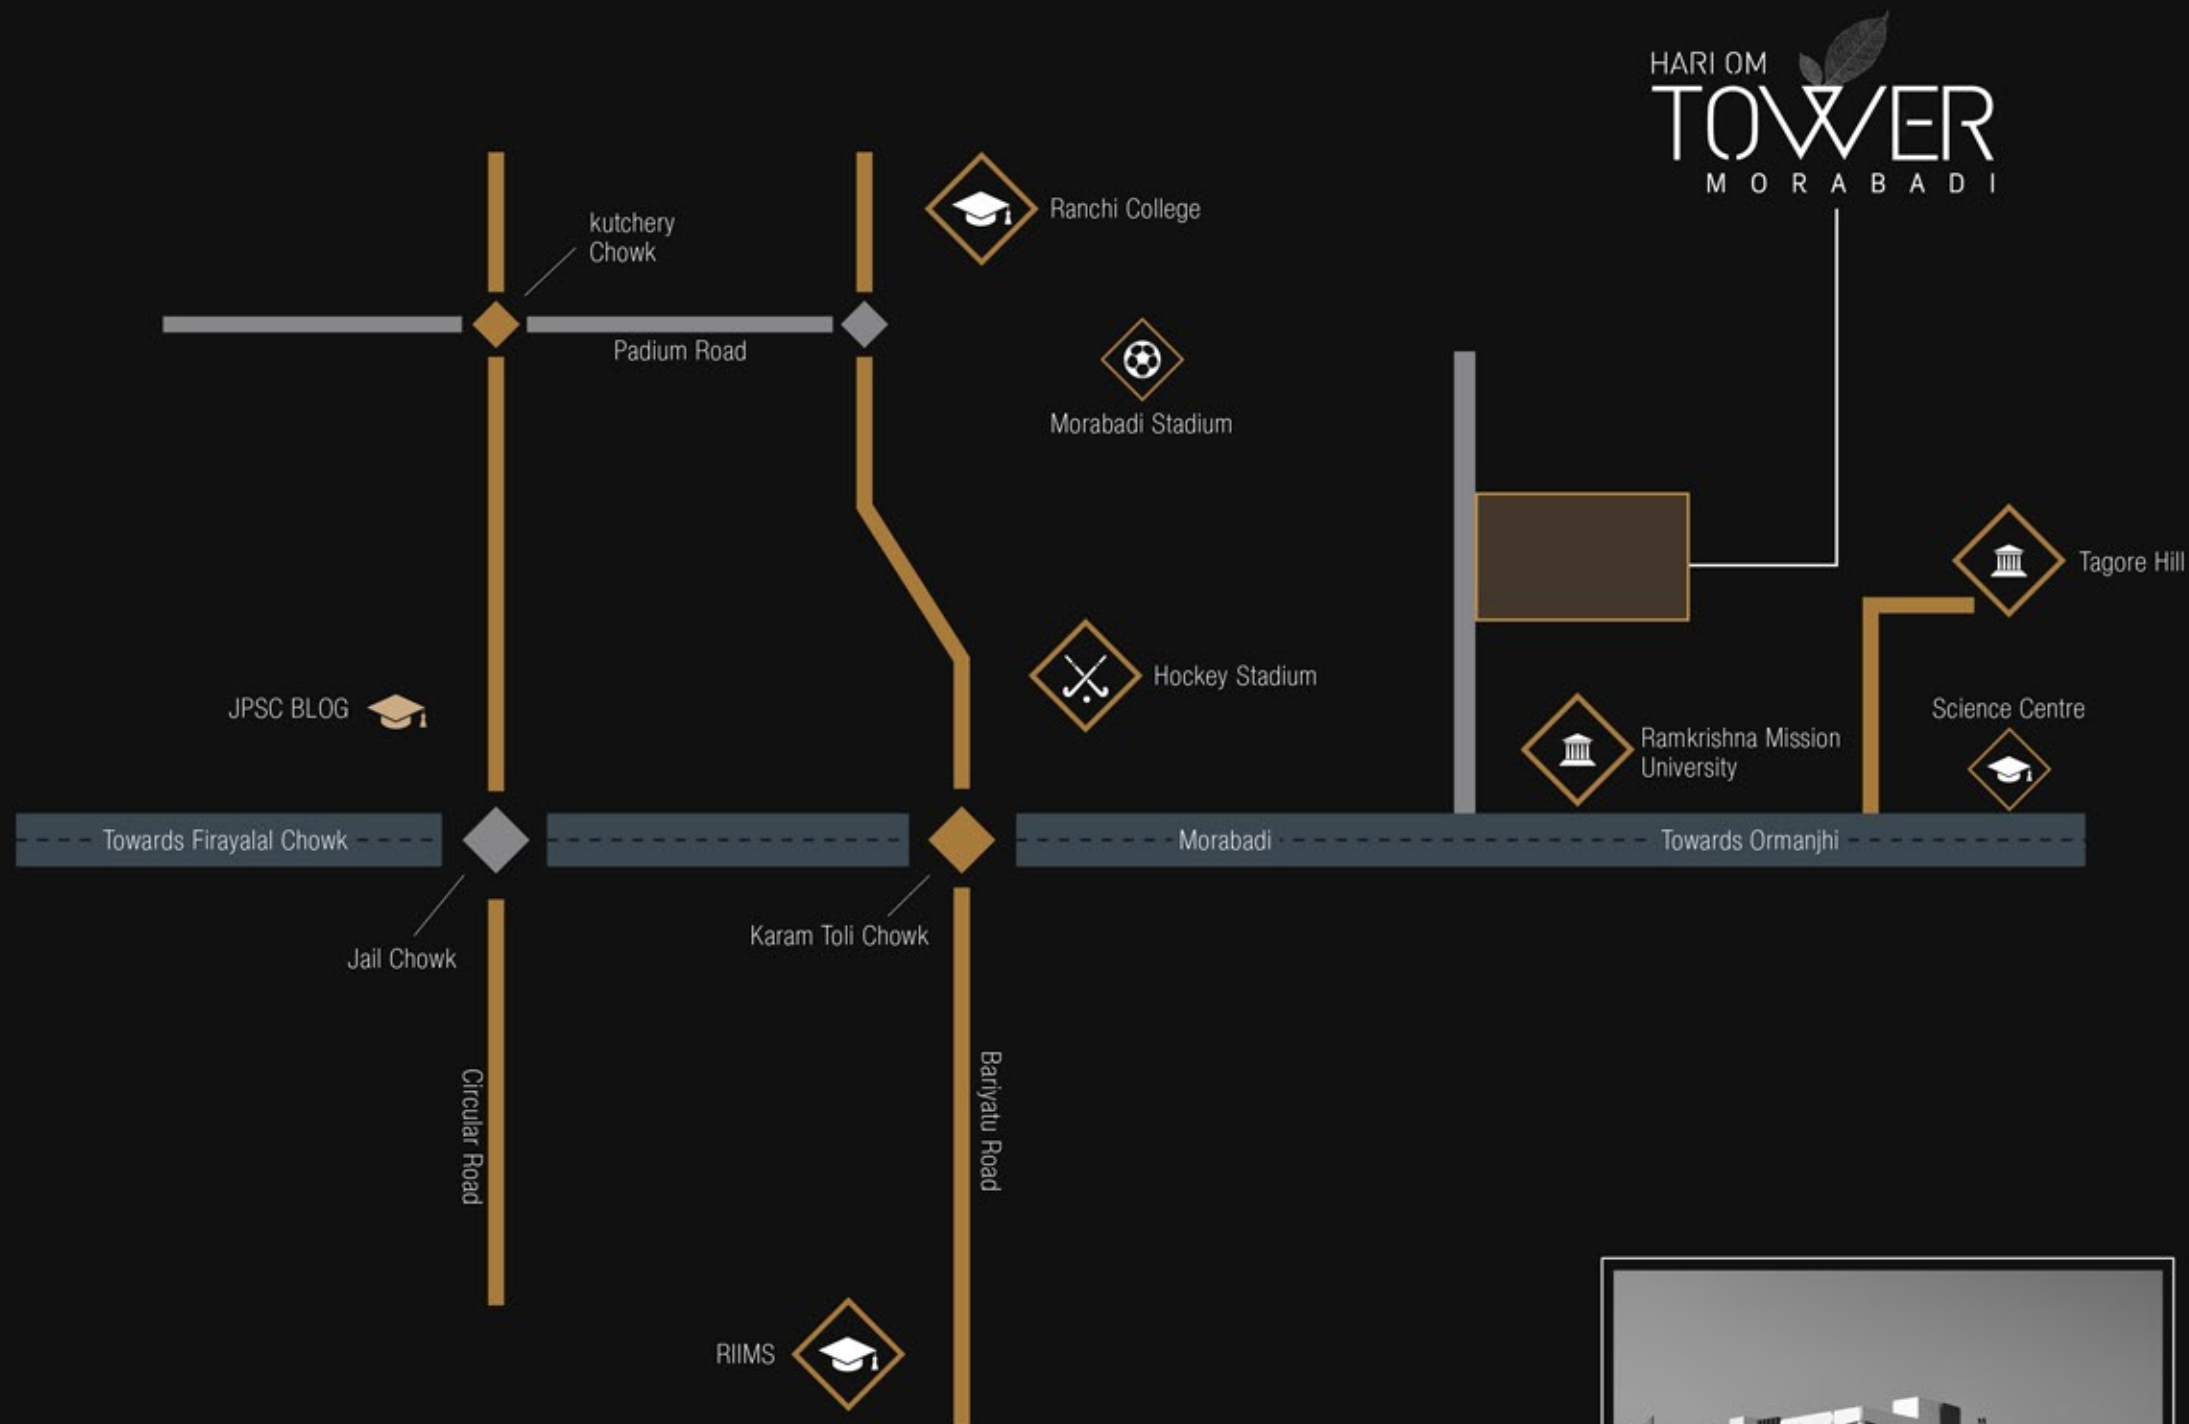 HARI OM
TOWER
MORABADI
Ranchi College
kutchery
Chowk
Padium Road
Morabadi Stadium
Tagore Hill
Hockey Stadium
JPSC BLOG
Science Centre
Ramkrishna Mission
University
Towards Firayalal Chowk
Morabadi
Towards Ormanjhi
Karam Toli Chowk
Jail Chowk
Circular Road
Bariyatu Road
RIIMS